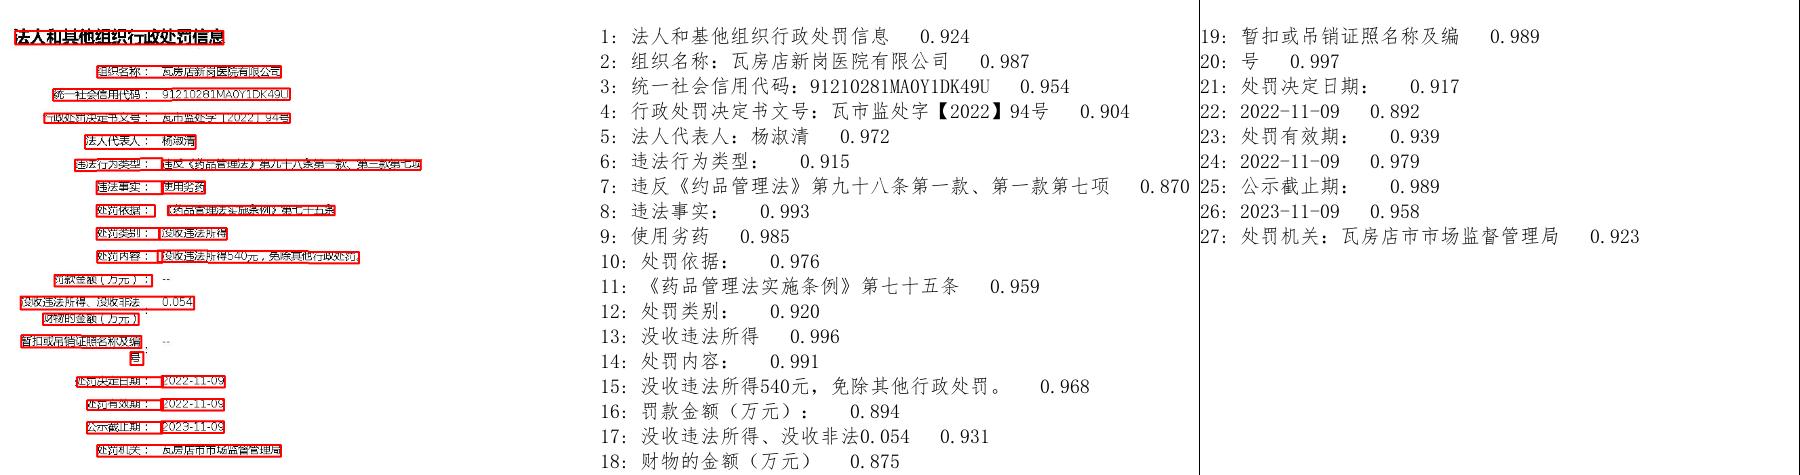 法人和其他组织行政处罚信息
组织名称： 瓦房店新岗医院有限公司
统一社会信用代码： 91210281MA0Y1DK49U
行政处罚决定书文号： 瓦市监处字【2022】94号
法人代表人： 杨淑清
违法行为类型： 违反《药品管理法》第九十八条第一款、第三款第七项
违法事实： 使用劣药
处罚依据： 《药品管理法实施条例》第七十五条
处罚类别： 没收违法所得
处罚内容： 没收违法所得540元，免除其他行政处罚。
罚款金额（万元）： --
没收违法所得、没收非法 0.054
财物的金额（万元） ：
暂扣或吊销证照名称及编 --
号 ：
处罚决定日期： 2022-11-09
处罚有效期： 2022-11-09
公示截止期： 2023-11-09
处罚机关： 瓦房店市市场监督管理局
1: 法人和基他组织行政处罚信息 0.924
2: 组织名称：瓦房店新岗医院有限公司 0.987
3: 统一社会信用代码：91210281MA0Y1DK49U 0.954
4: 行政处罚决定书文号：瓦市监处字【2022】94号 0.904
5: 法人代表人：杨淑清 0.972
6: 违法行为类型： 0.915
7: 违反《约品管理法》第九十八条第一款、第一款第七项 0.870
8: 违法事实： 0.993
9: 使用劣药 0.985
10: 处罚依据： 0.976
11: 《药品管理法实施条例》第七十五条 0.959
12: 处罚类别： 0.920
13: 没收违法所得 0.996
14: 处罚内容： 0.991
15: 没收违法所得540元，免除其他行政处罚。 0.968
16: 罚款金额（万元）： 0.894
17: 没收违法所得、没收非法0.054 0.931
18: 财物的金额（万元） 0.875
19: 暂扣或吊销证照名称及编 0.989
20: 号 0.997
21: 处罚决定日期： 0.917
22: 2022-11-09 0.892
23: 处罚有效期： 0.939
24: 2022-11-09 0.979
25: 公示截止期： 0.989
26: 2023-11-09 0.958
27: 处罚机关：瓦房店市市场监督管理局 0.923